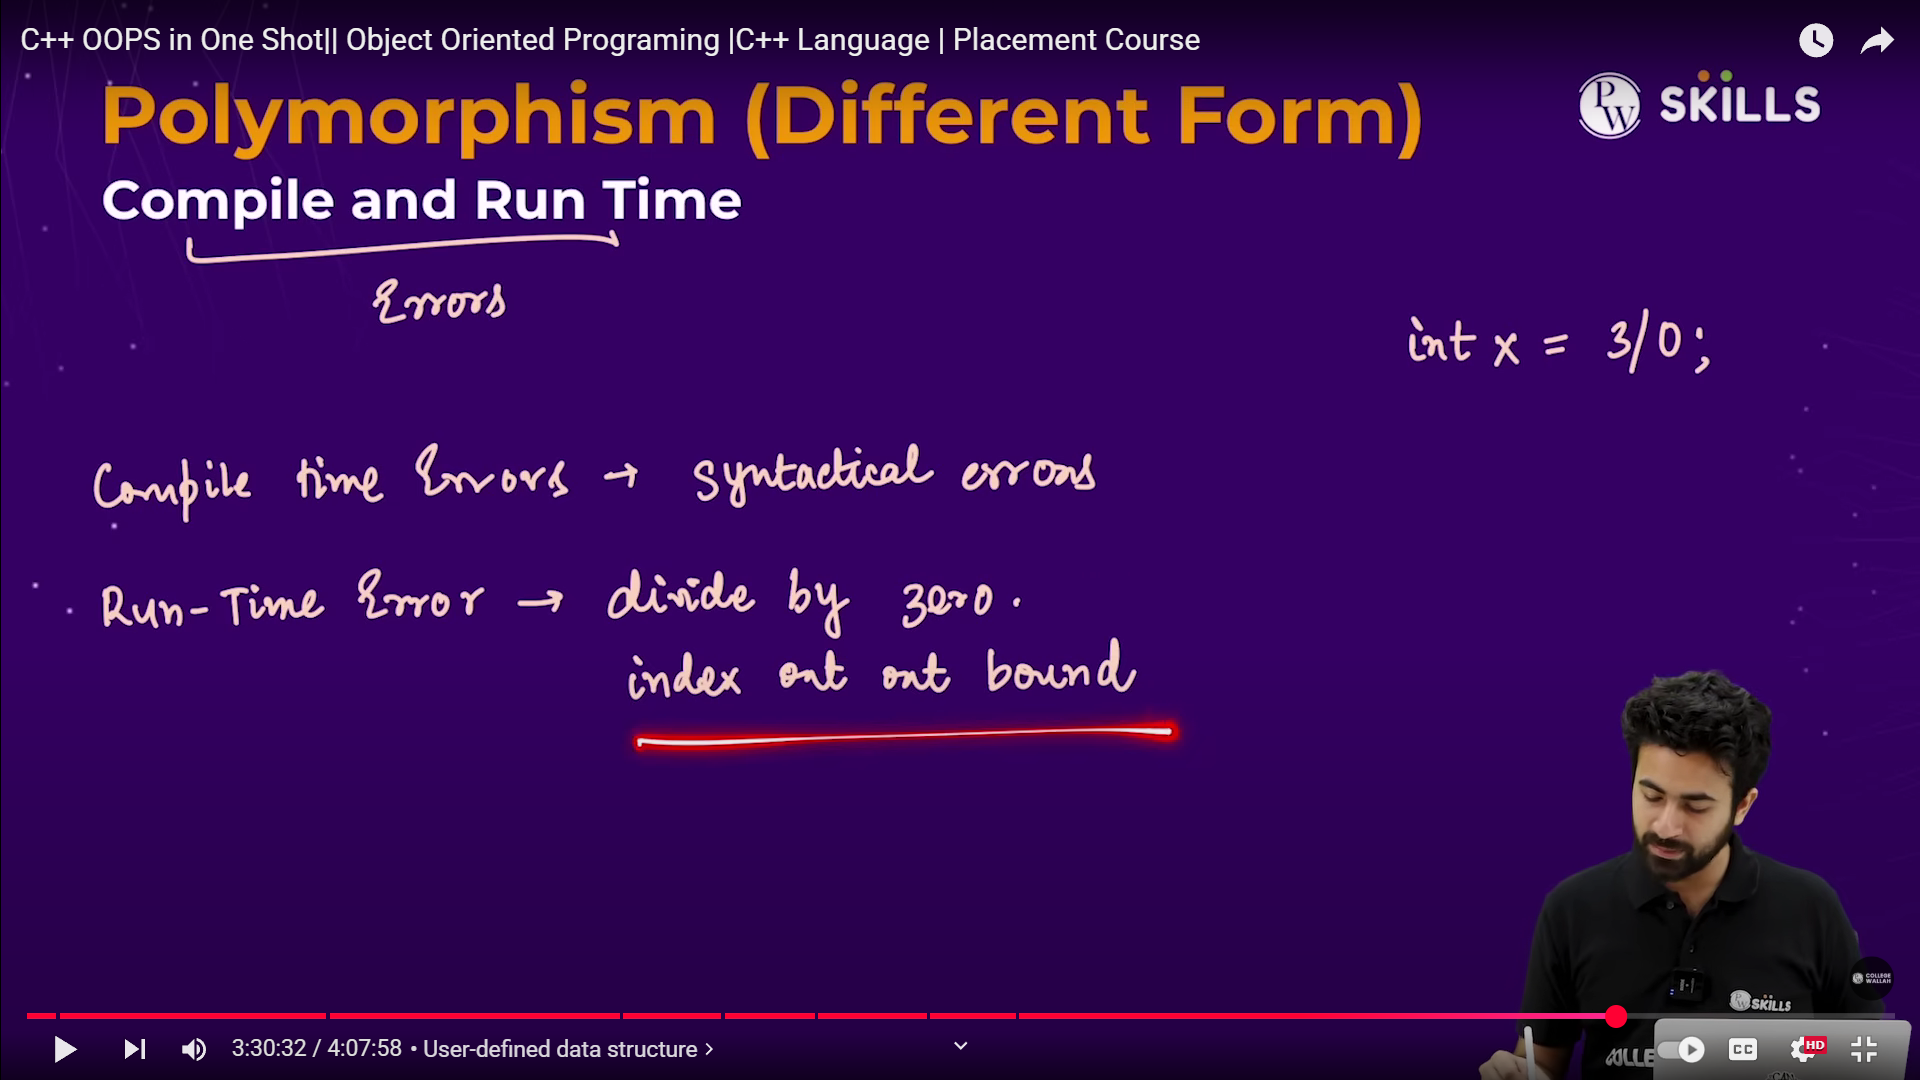 C++ OOPS in One Shot|| Object Oriented Programing |C++ Language | Placement Course
Polymorphism (Different Form)
PW SKILLS
Compile and Run Time
Errors
int x = 3/0;
Compile time Errors → syntactical errors
Run-Time Error → divide by zero.
index out out bound
COLLEGE
WALLAH
PW SKILLS
3:30:32 / 4:07:58 • User-defined data structure >
CC
HD